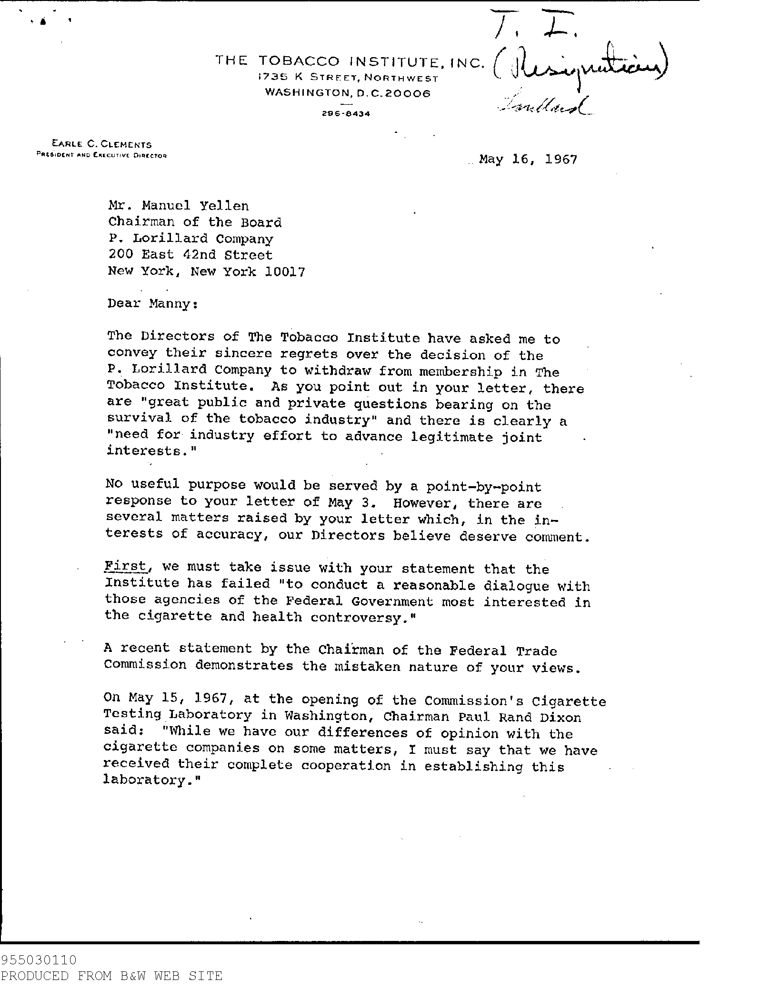 T. I.
(Resignation)
Lorillard
THE TOBACCO INSTITUTE, INC.
1735 K STREET, NORTHWEST
WASHINGTON, D.C. 20006
296-8434
EARLE C. CLEMENTS
PRESIDENT AND EXECUTIVE DIRECTOR
May 16, 1967
Mr. Manuel Yellen
Chairman of the Board
P. Lorillard Company
200 East 42nd Street
New York, New York 10017
Dear Manny:
The Directors of The Tobacco Institute have asked me to
convey their sincere regrets over the decision of the
P. Lorillard Company to withdraw from membership in The
Tobacco Institute. As you point out in your letter, there
are "great public and private questions bearing on the
survival of the tobacco industry" and there is clearly a
"need for industry effort to advance legitimate joint
interests."
No useful purpose would be served by a point-by-point
response to your letter of May 3. However, there are
several matters raised by your letter which, in the in-
terests of accuracy, our Directors believe deserve comment.
First, we must take issue with your statement that the
Institute has failed "to conduct a reasonable dialogue with
those agencies of the Federal Government most interested in
the cigarette and health controversy."
A recent statement by the Chairman of the Federal Trade
Commission demonstrates the mistaken nature of your views.
On May 15, 1967, at the opening of the Commission's Cigarette
Testing Laboratory in Washington, Chairman Paul Rand Dixon
said: "While we have our differences of opinion with the
cigarette companies on some matters, I must say that we have
received their complete cooperation in establishing this
laboratory."
955030110
PRODUCED FROM B&W WEB SITE